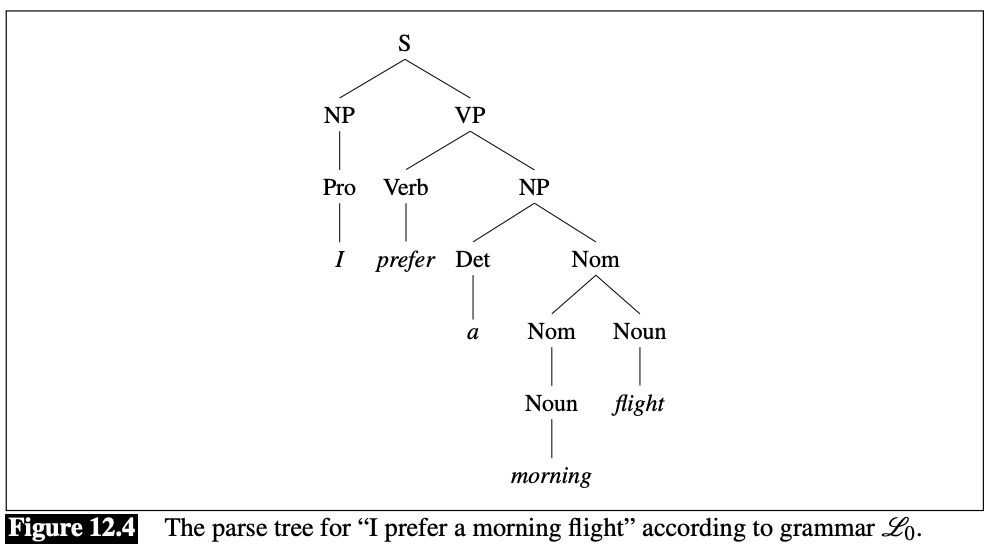 S
NP VP
Pro Verb NP
I prefer Det Nom
a Nom Noun
Noun flight
morning
Figure 12.4 The parse tree for “I prefer a morning flight” according to grammar ℒ0.